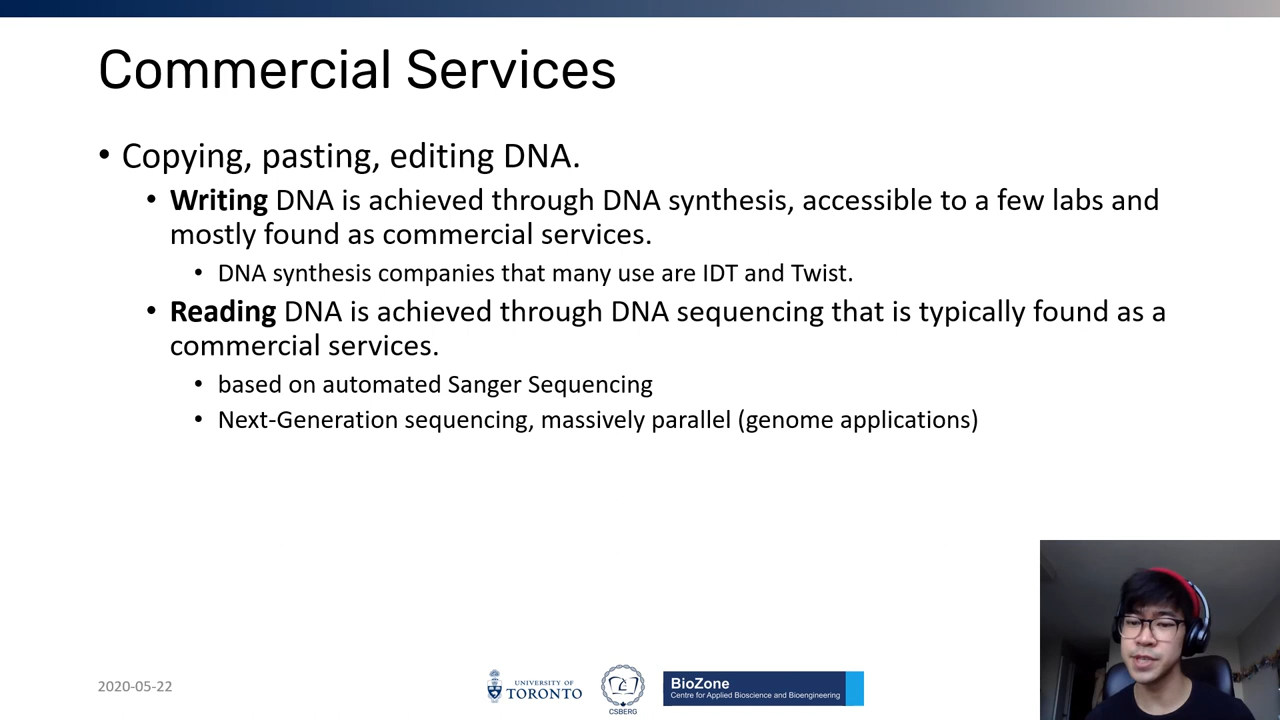 Commercial Services
• Copying, pasting, editing DNA.
• Writing DNA is achieved through DNA synthesis, accessible to a few labs and
mostly found as commercial services.
• DNA synthesis companies that many use are IDT and Twist.
• Reading DNA is achieved through DNA sequencing that is typically found as a
commercial services.
• based on automated Sanger Sequencing
• Next-Generation sequencing, massively parallel (genome applications)
2020-05-22
UNIVERSITY OF
TORONTO
CSBERG
BioZone
Centre for Applied Bioscience and Bioengineering